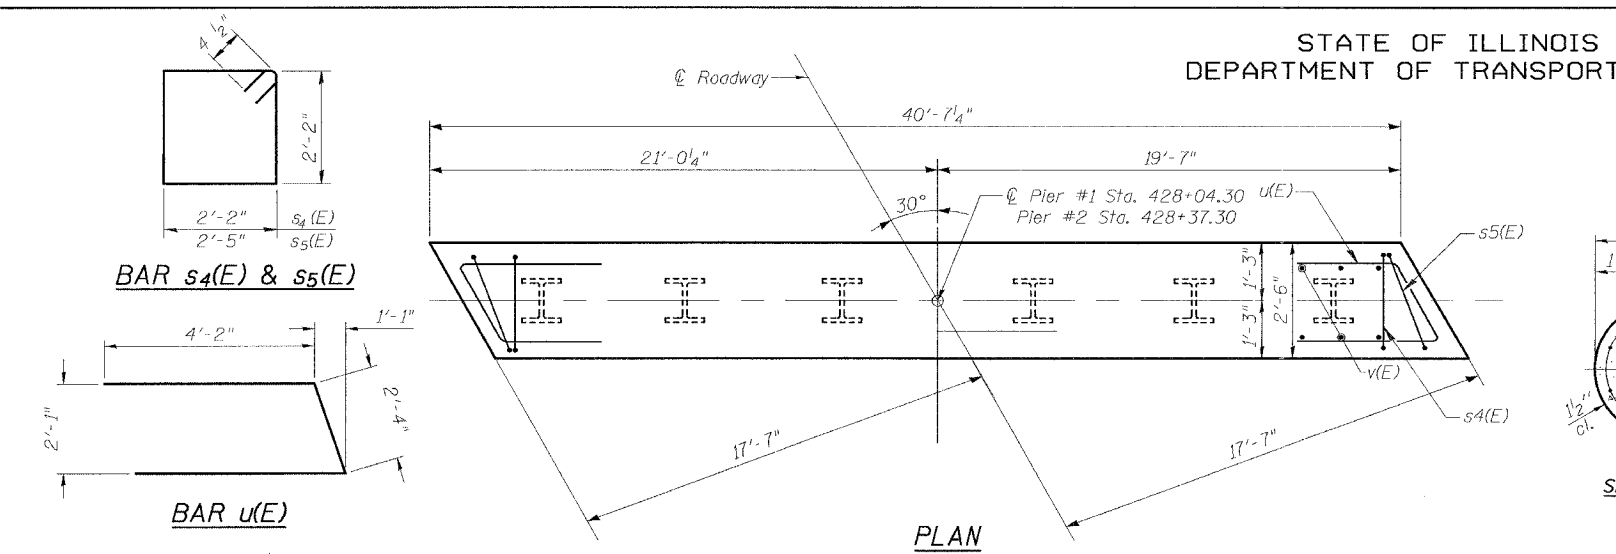 STATE OF ILLINOIS
DEPARTMENT OF TRANSPORT
4 1/2"
2'-2"
2'-2" s4(E)
2'-5" s5(E)
BAR s4(E) & s5(E)
4'-2"
1'-1"
2'-1"
2'-4"
BAR u(E)
℄ Roadway
40'-7 1/4"
21'-0 1/4"
19'-7"
30°
℄ Pier #1 Sta. 428+04.30
Pier #2 Sta. 428+37.30
u(E)
s5(E)
1'-3"
1'-3"
2'-6"
v(E)
s4(E)
17'-7"
17'-7"
PLAN
1
1 1/2"
cl.